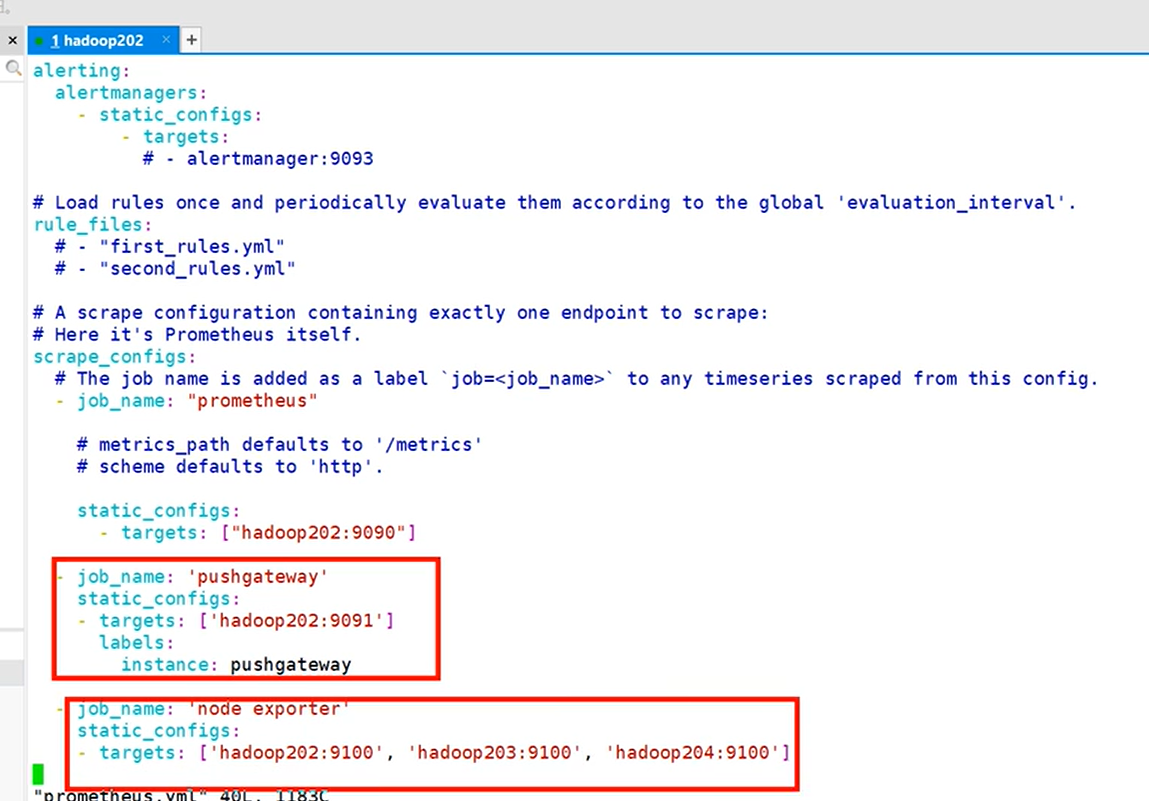 1 hadoop202
alerting:
  alertmanagers:
    - static_configs:
        - targets:
          # - alertmanager:9093

# Load rules once and periodically evaluate them according to the global 'evaluation_interval'.
rule_files:
  # - "first_rules.yml"
  # - "second_rules.yml"

# A scrape configuration containing exactly one endpoint to scrape:
# Here it's Prometheus itself.
scrape_configs:
  # The job name is added as a label `job=<job_name>` to any timeseries scraped from this config.
  - job_name: "prometheus"

    # metrics_path defaults to '/metrics'
    # scheme defaults to 'http'.

    static_configs:
      - targets: ["hadoop202:9090"]

  - job_name: 'pushgateway'
    static_configs:
    - targets: ['hadoop202:9091']
      labels:
        instance: pushgateway

  - job_name: 'node exporter'
    static_configs:
    - targets: ['hadoop202:9100', 'hadoop203:9100', 'hadoop204:9100']

"prometheus.yml" 40L, 1183C